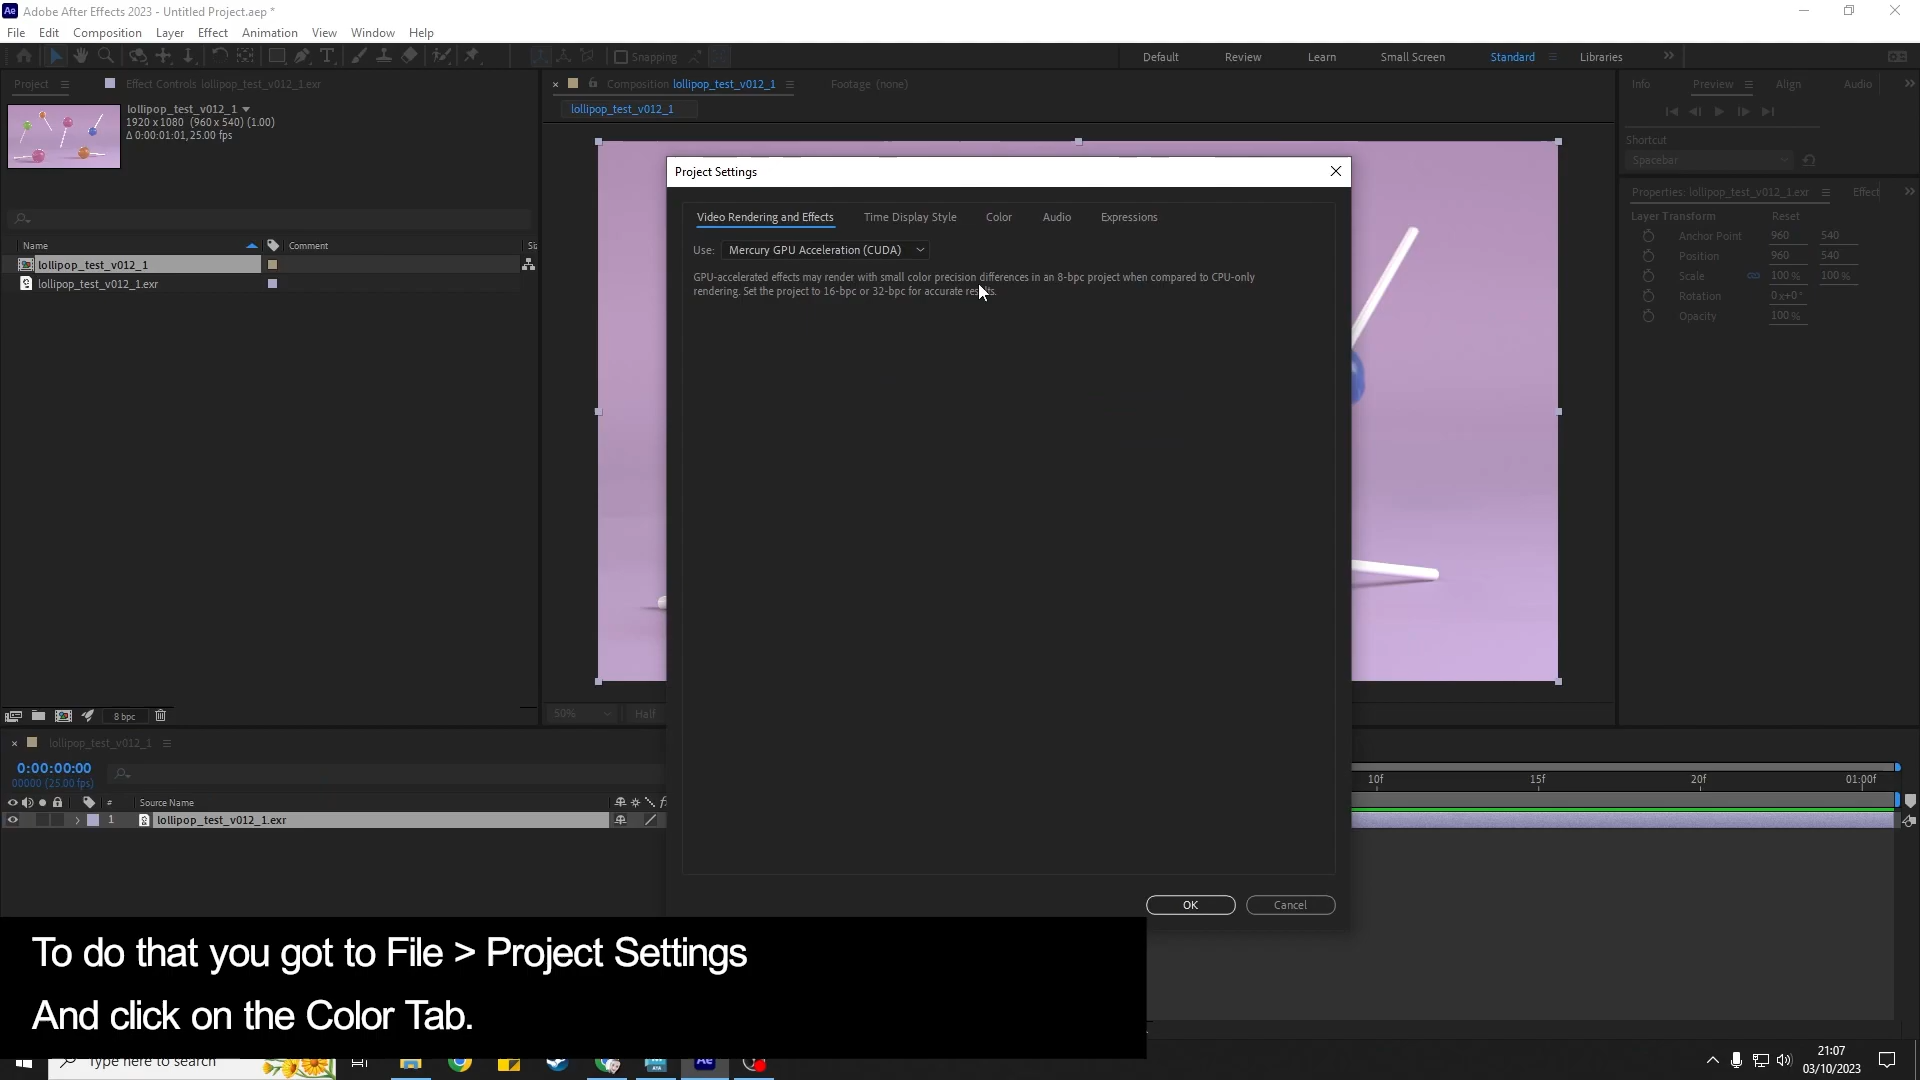 Adobe After Effects 2023 - Untitled Project.aep *
File Edit Composition Layer Effect Animation View Window Help
Snapping
Default Review Learn Small Screen Standard Libraries
Project
Effect Controls lollipop_test_v012_1.exr
Composition lollipop_test_v012_1
Footage (none)
Info Preview Align Audio
lollipop_test_v012_1
1920 x 1080 (960 x 540) (1.00)
Δ 0:00:01:01, 25.00 fps
lollipop_test_v012_1
Shortcut
Spacebar
Properties: lollipop_test_v012_1.exr Effect
Layer Transform Reset
Anchor Point 960 540
Position 960 540
Scale 100 % 100 %
Rotation 0x+0°
Opacity 100 %
Name Comment
lollipop_test_v012_1
lollipop_test_v012_1.exr
Project Settings
Video Rendering and Effects Time Display Style Color Audio Expressions
Use: Mercury GPU Acceleration (CUDA)
GPU-accelerated effects may render with small color precision differences in an 8-bpc project when compared to CPU-only
rendering. Set the project to 16-bpc or 32-bpc for accurate results.
OK Cancel
8 bpc
50% Half
lollipop_test_v012_1
0:00:00:00
00000 (25.00 fps)
10f 15f 20f 01:00f
# Source Name
1 lollipop_test_v012_1.exr
To do that you got to File > Project Settings
And click on the Color Tab.
Type here to search
Ae
21:07
03/10/2023